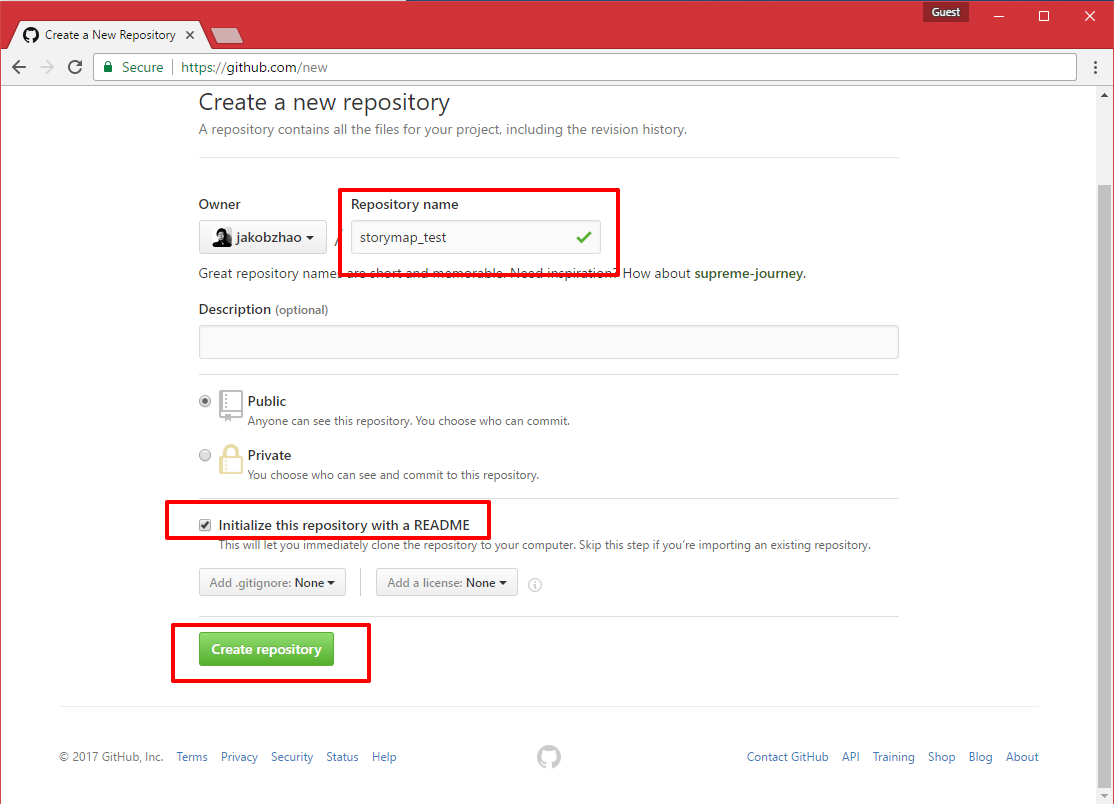 Guest
Create a New Repository
Secure https://github.com/new
Create a new repository
A repository contains all the files for your project, including the revision history.
Owner Repository name
jakobzhao / storymap_test
Great repository names are short and memorable. Need inspiration? How about supreme-journey.
Description (optional)
Public
Anyone can see this repository. You choose who can commit.
Private
You choose who can see and commit to this repository.
Initialize this repository with a README
This will let you immediately clone the repository to your computer. Skip this step if you’re importing an existing repository.
Add .gitignore: None Add a license: None
Create repository
© 2017 GitHub, Inc. Terms Privacy Security Status Help Contact GitHub API Training Shop Blog About